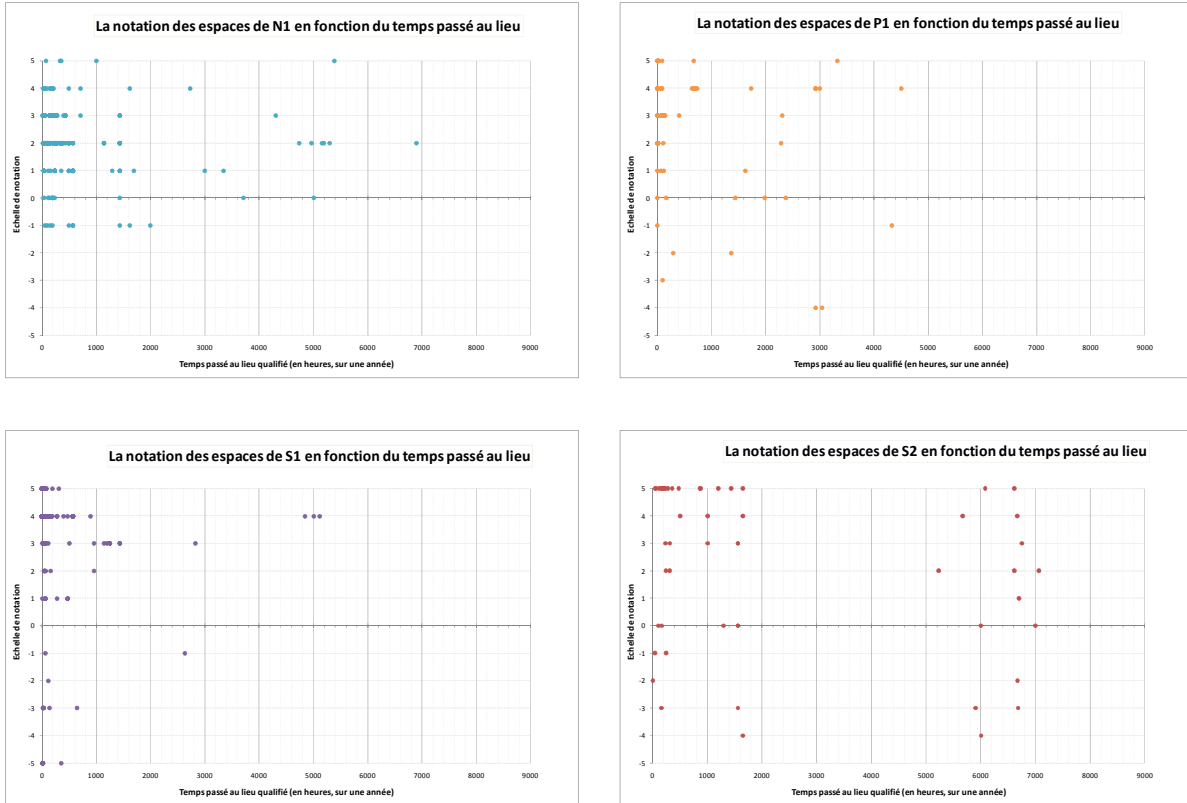 La notation des espaces de N1 en fonction du temps passé au lieu
5
4
3
2
1
0
-1
-2
-3
-4
-5
Echelle de notation
0 1000 2000 3000 4000 5000 6000 7000 8000 9000
Temps passé au lieu qualifié (en heures, sur une année)
La notation des espaces de P1 en fonction du temps passé au lieu
5
4
3
2
1
0
-1
-2
-3
-4
-5
Echelle de notation
0 1000 2000 3000 4000 5000 6000 7000 8000 9000
Temps passé au lieu qualifié (en heures, sur une année)
La notation des espaces de S1 en fonction du temps passé au lieu
5
4
3
2
1
0
-1
-2
-3
-4
-5
Echelle de notation
0 1000 2000 3000 4000 5000 6000 7000 8000 9000
Temps passé au lieu qualifié (en heures, sur une année)
La notation des espaces de S2 en fonction du temps passé au lieu
5
4
3
2
1
0
-1
-2
-3
-4
-5
Echelle de notation
0 1000 2000 3000 4000 5000 6000 7000 8000 9000
Temps passé au lieu qualifié (en heures, sur une année)